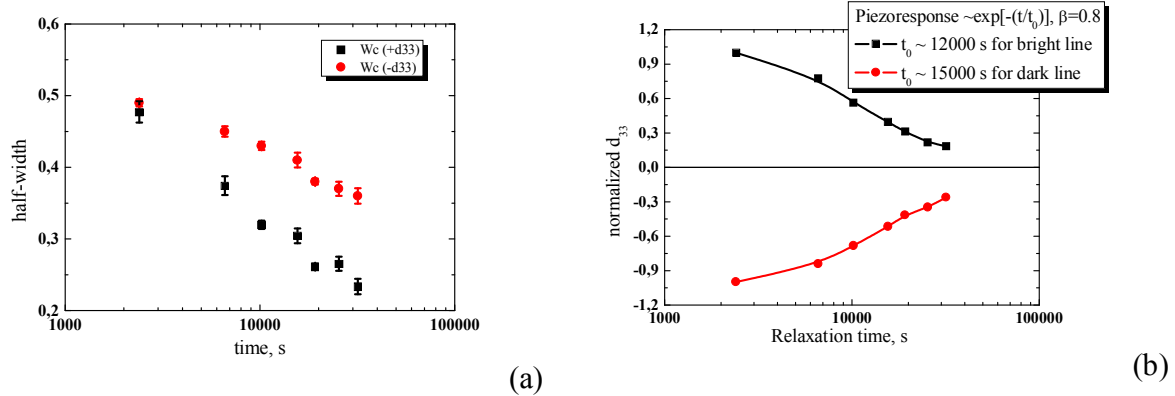 0,6
0,5
0,4
0,3
0,2
1000
10000
100000
half-width
time, s
Wc (+d33)
Wc (-d33)
(a)
Piezoresponse ~exp[-(t/t0)], β=0.8
t0 ~ 12000 s for bright line
t0 ~ 15000 s for dark line
1,2
0,9
0,6
0,3
0,0
-0,3
-0,6
-0,9
-1,2
1000
10000
100000
normalized d33
Relaxation time, s
(b)